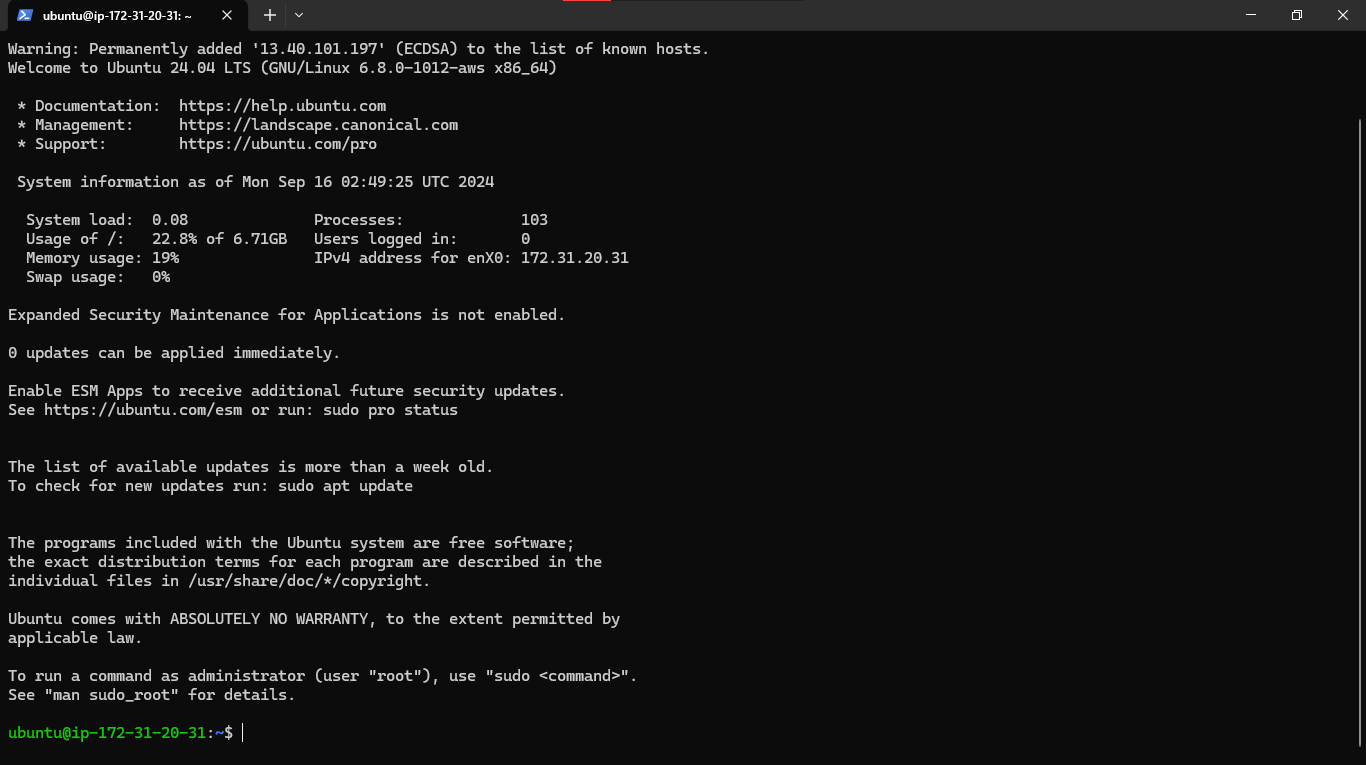 ubuntu@ip-172-31-20-31: ~
Warning: Permanently added '13.40.101.197' (ECDSA) to the list of known hosts.
Welcome to Ubuntu 24.04 LTS (GNU/Linux 6.8.0-1012-aws x86_64)

 * Documentation:  https://help.ubuntu.com
 * Management:     https://landscape.canonical.com
 * Support:        https://ubuntu.com/pro

 System information as of Mon Sep 16 02:49:25 UTC 2024

  System load:  0.08              Processes:             103
  Usage of /:   22.8% of 6.71GB   Users logged in:       0
  Memory usage: 19%               IPv4 address for enX0: 172.31.20.31
  Swap usage:   0%

Expanded Security Maintenance for Applications is not enabled.

0 updates can be applied immediately.

Enable ESM Apps to receive additional future security updates.
See https://ubuntu.com/esm or run: sudo pro status


The list of available updates is more than a week old.
To check for new updates run: sudo apt update


The programs included with the Ubuntu system are free software;
the exact distribution terms for each program are described in the
individual files in /usr/share/doc/*/copyright.

Ubuntu comes with ABSOLUTELY NO WARRANTY, to the extent permitted by
applicable law.

To run a command as administrator (user "root"), use "sudo <command>".
See "man sudo_root" for details.

ubuntu@ip-172-31-20-31:~$